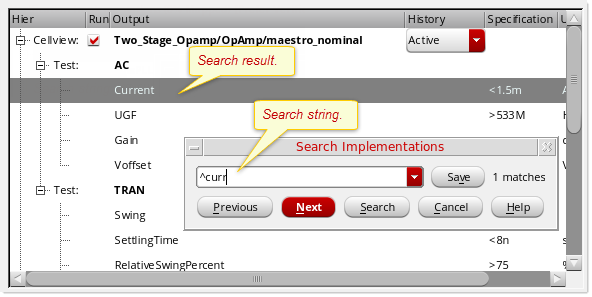 Hier Run Output History Specification U
Cellview: Two_Stage_Opamp/OpAmp/maestro_nominal Active
Search result.
Test: AC
Current <1.5m A
Search string.
UGF >533M H
Gain
Search Implementations
Voffset V
^curr Save 1 matches
Test: TRAN
Previous Next Search Cancel Help
Swing
SettlingTime <8n s
RelativeSwingPercent >75 %